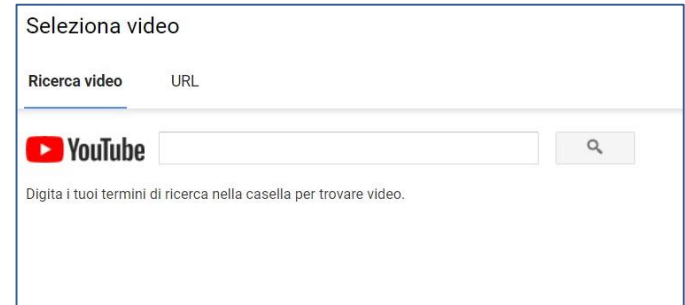 Seleziona video
Ricerca video URL
YouTube
Digita i tuoi termini di ricerca nella casella per trovare video.